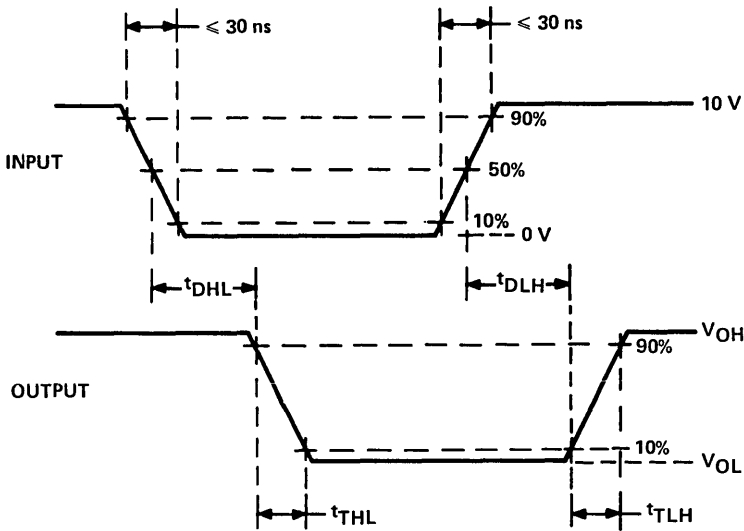 ≤ 30 ns
≤ 30 ns
10 V
90%
INPUT
50%
10%
0 V
tDHL
tDLH
VOH
90%
OUTPUT
10%
VOL
tTHL
tTLH